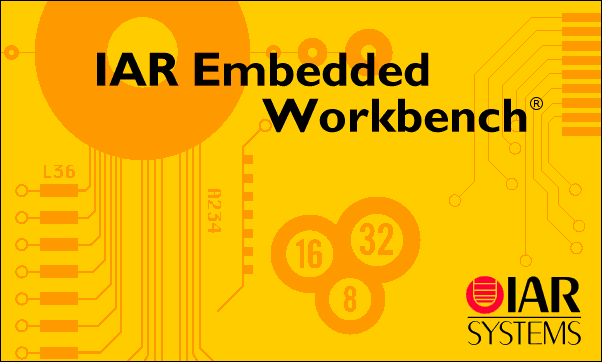 IAR Embedded
Workbench®
L36
A234
16
32
8
IAR
SYSTEMS